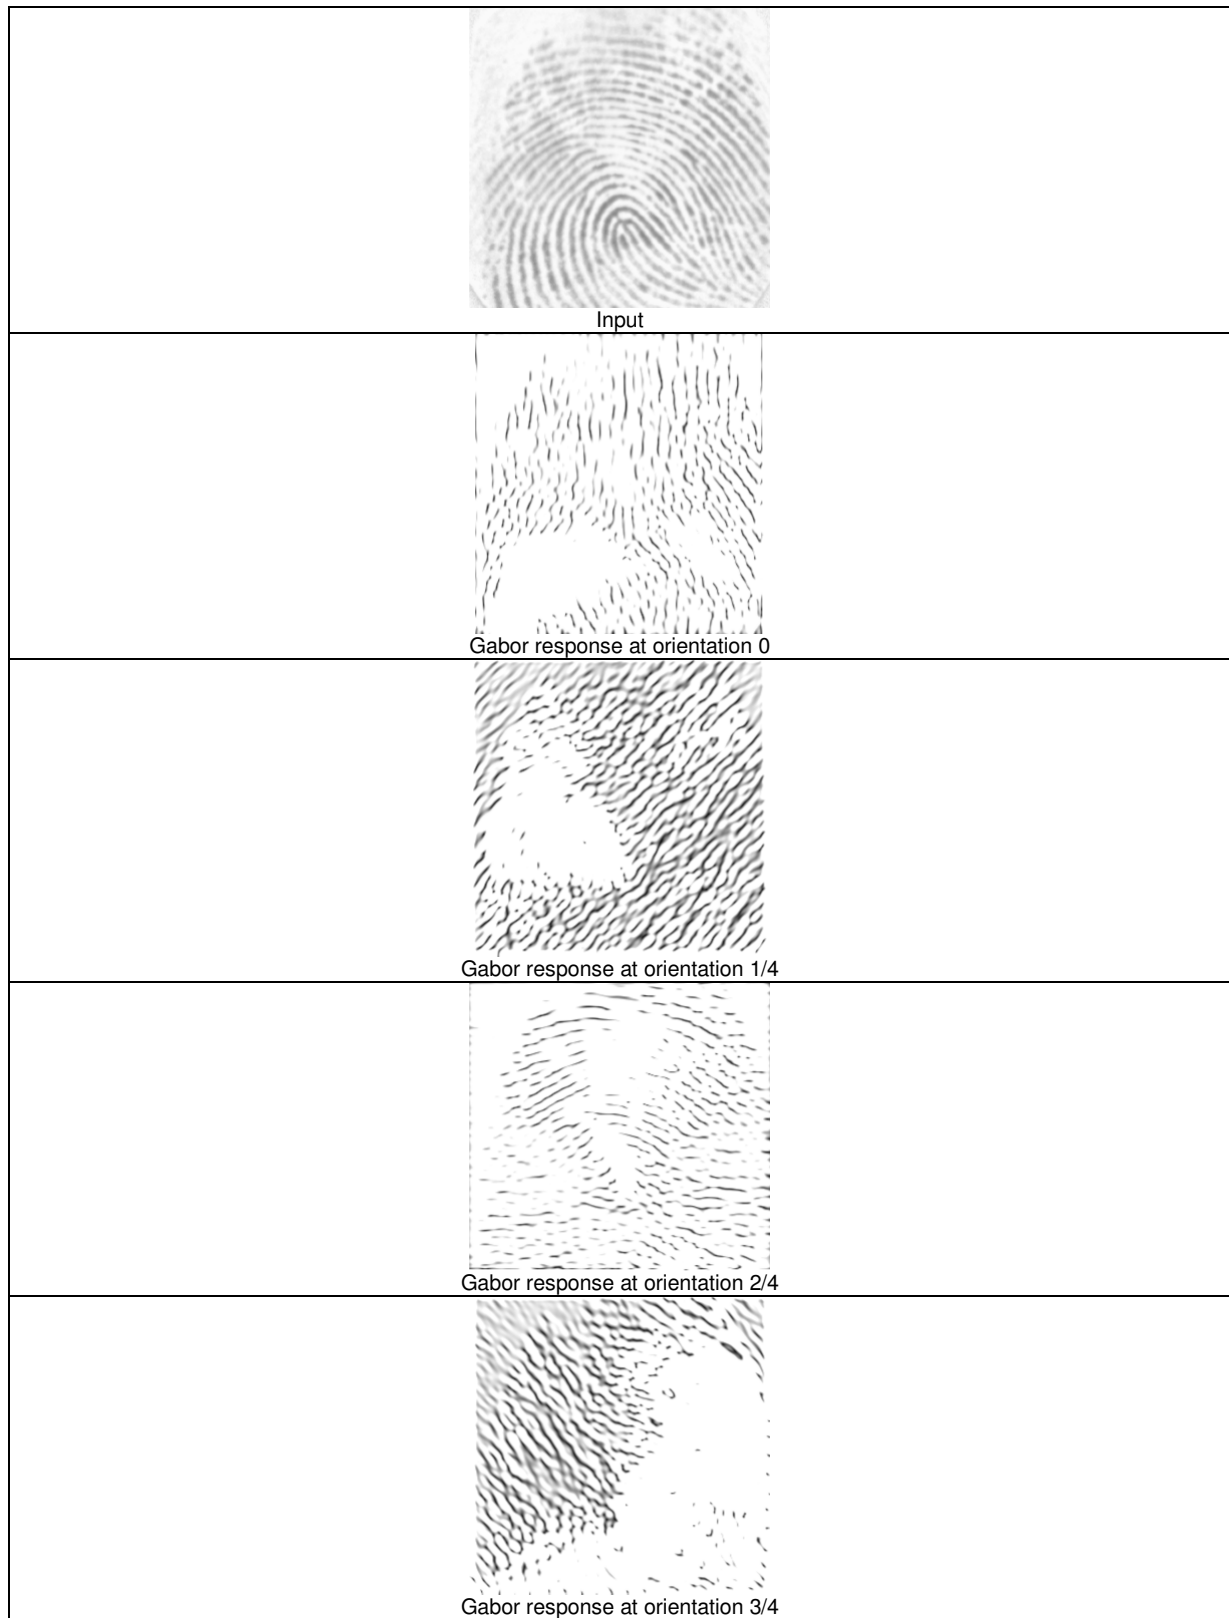 Input
Gabor response at orientation 0
Gabor response at orientation 1/4
Gabor response at orientation 2/4
Gabor response at orientation 3/4